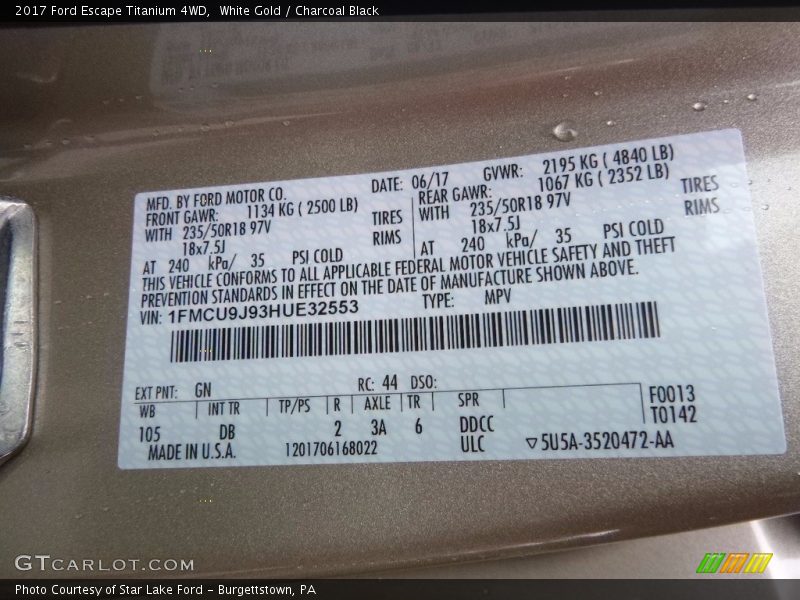 2017 Ford Escape Titanium 4WD, White Gold / Charcoal Black
MFD. BY FORD MOTOR CO. DATE: 06/17 GVWR: 2195 KG ( 4840 LB)
FRONT GAWR: 1134 KG ( 2500 LB) REAR GAWR: 1067 KG ( 2352 LB)
WITH 235/50R18 97V TIRES WITH 235/50R18 97V TIRES
18x7.5J RIMS 18x7.5J RIMS
AT 240 kPa/ 35 PSI COLD AT 240 kPa/ 35 PSI COLD
THIS VEHICLE CONFORMS TO ALL APPLICABLE FEDERAL MOTOR VEHICLE SAFETY AND THEFT
PREVENTION STANDARDS IN EFFECT ON THE DATE OF MANUFACTURE SHOWN ABOVE.
VIN: 1FMCU9J93HUE32553 TYPE: MPV
EXT PNT: GN RC: 44 DSO:
WB INT TR TP/PS R AXLE TR SPR F0013
105 DB 2 3A 6 DDCC T0142
MADE IN U.S.A. 1201706168022 ULC ▽5U5A-3520472-AA
GTCARLOT.COM
Photo Courtesy of Star Lake Ford – Burgettstown, PA